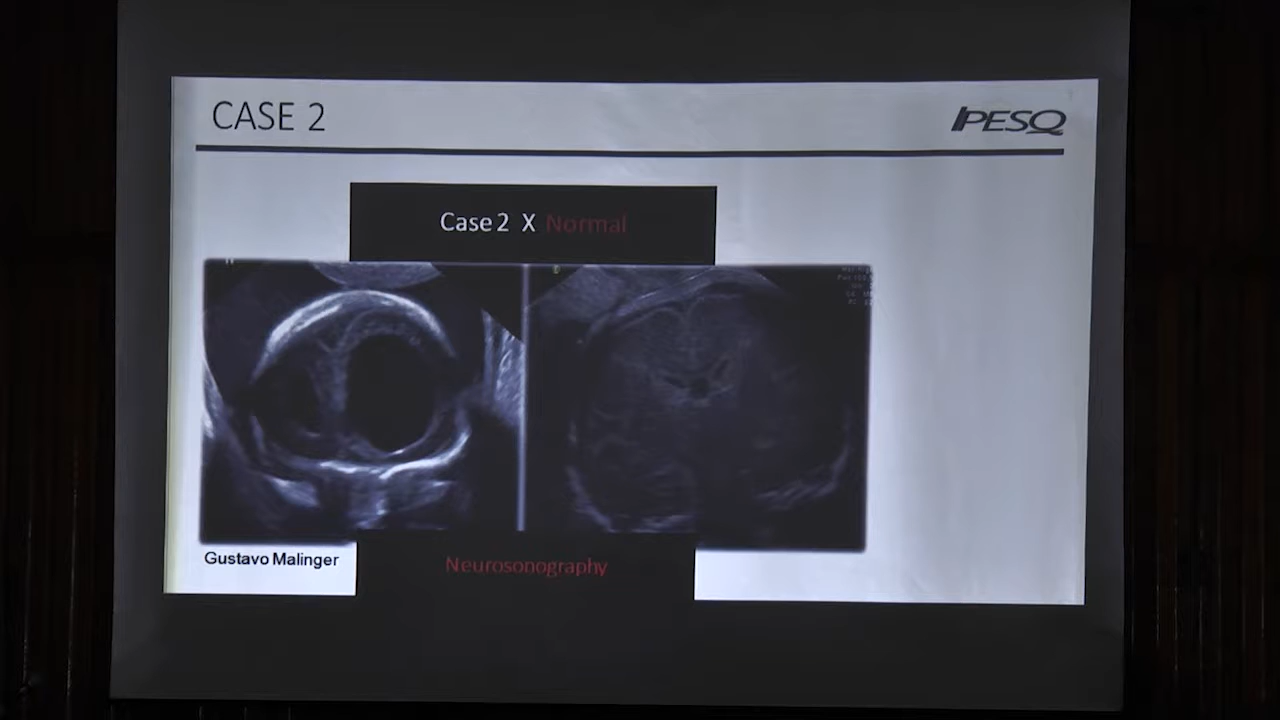 CASE 2
IPESQ
Case 2 X Normal
Gustavo Malinger
Neurosonography